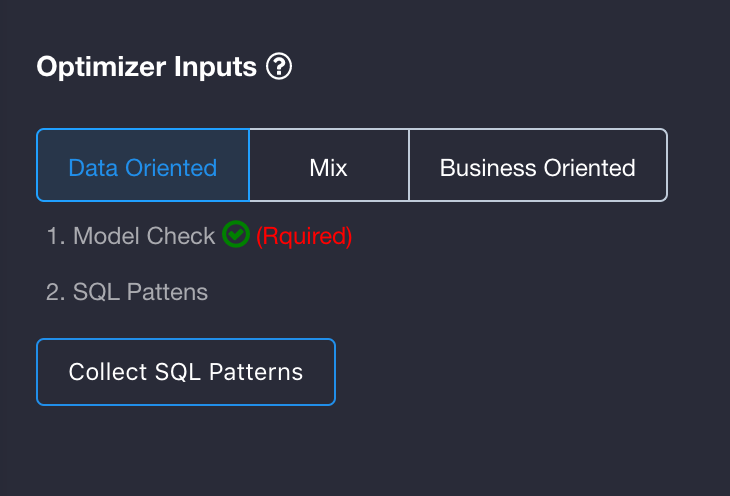 Optimizer Inputs ?
Data Oriented Mix Business Oriented
1. Model Check (Rquired)
2. SQL Pattens
Collect SQL Patterns